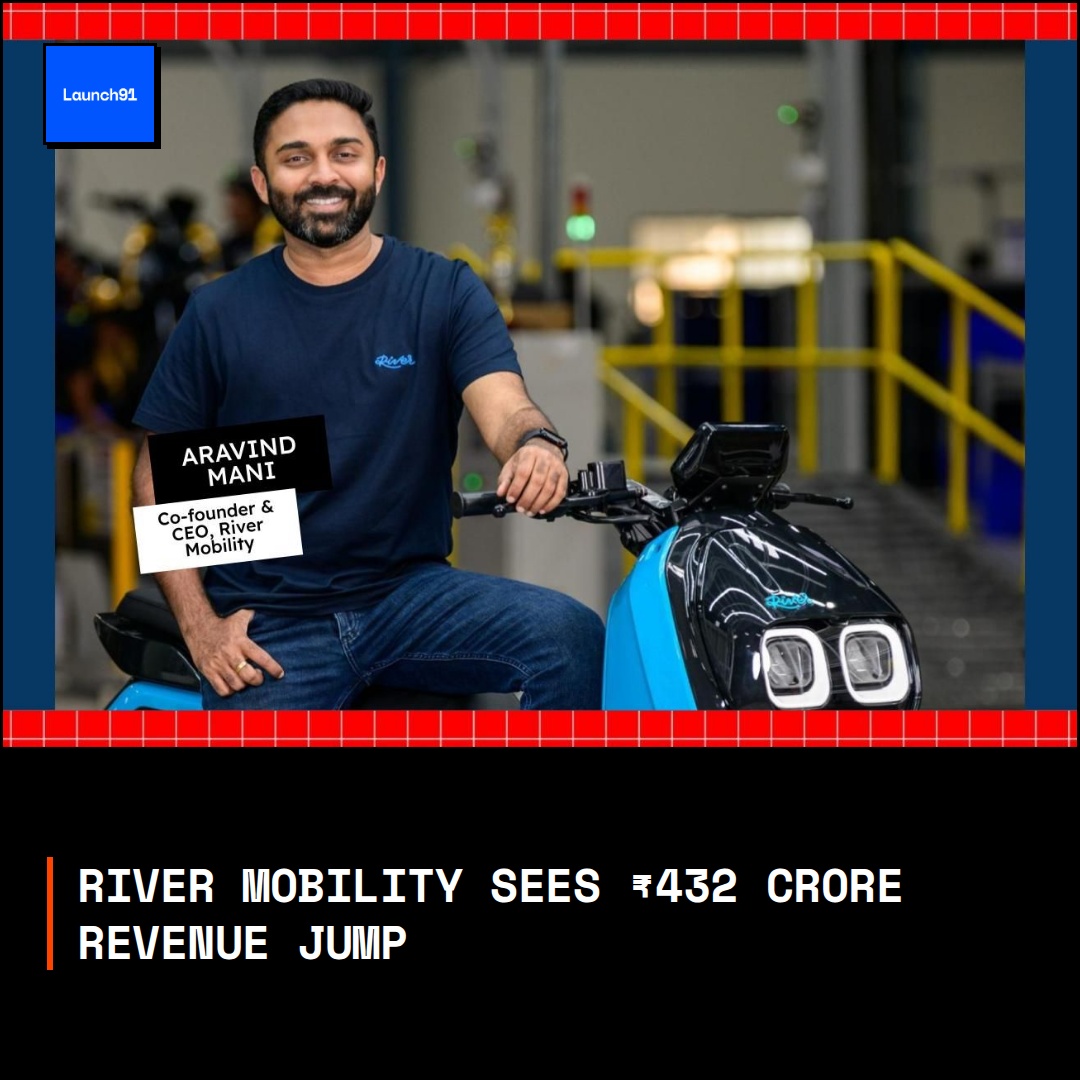 Launch91
River
ARAVIND
MANI
Co-founder &
CEO, River
Mobility
River
RIVER MOBILITY SEES ₹432 CRORE
REVENUE JUMP